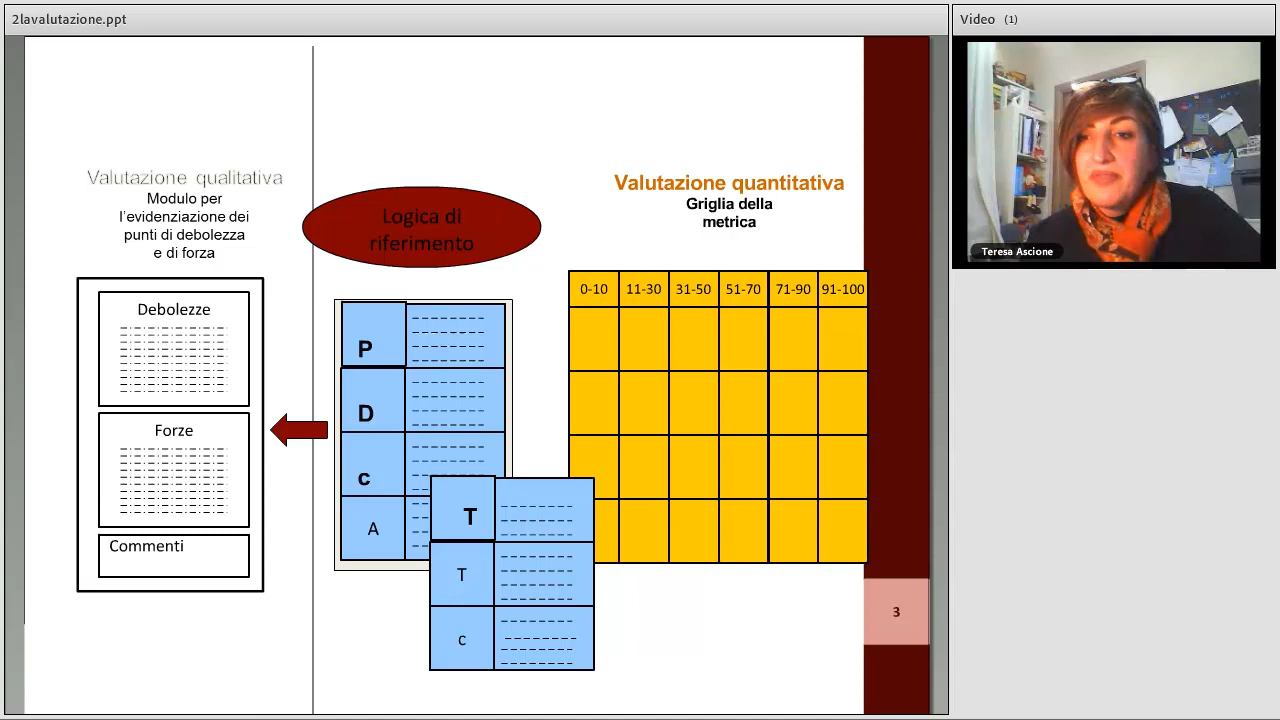 2lavalutazione.ppt
Video (1)
Teresa Ascione
Valutazione qualitativa
Modulo per
l'evidenziazione dei
punti di debolezza
e di forza
Debolezze
Forze
Commenti
Logica di
riferimento
P
D
c
A
T
T
c
Valutazione quantitativa
Griglia della
metrica
0-10 11-30 31-50 51-70 71-90 91-100
3